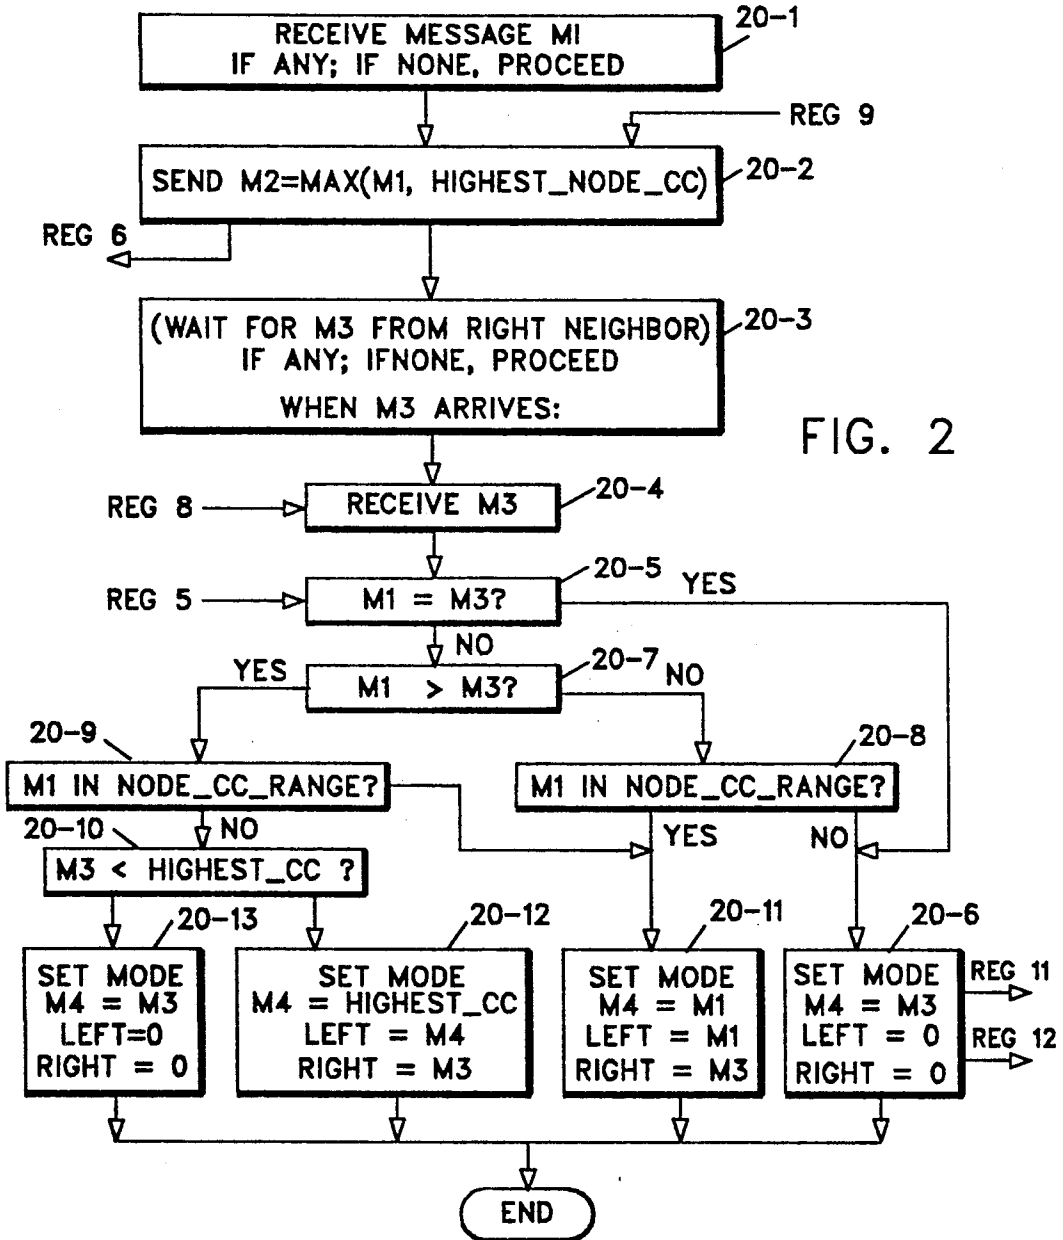 20-1
RECEIVE MESSAGE M1
IF ANY; IF NONE, PROCEED
REG 9
20-2
SEND M2=MAX(M1, HIGHEST_NODE_CC)
REG 6
20-3
(WAIT FOR M3 FROM RIGHT NEIGHBOR)
IF ANY; IFNONE, PROCEED
WHEN M3 ARRIVES:
FIG. 2
20-4
REG 8
RECEIVE M3
20-5
YES
REG 5
M1 = M3?
NO
20-7
YES
M1 > M3?
NO
20-9
20-8
M1 IN NODE_CC_RANGE?
M1 IN NODE_CC_RANGE?
20-10
NO
YES
NO
M3 < HIGHEST_CC ?
20-13
20-12
20-11
20-6
SET MODE
M4 = M3
LEFT=0
RIGHT = 0
SET MODE
M4 = HIGHEST_CC
LEFT = M4
RIGHT = M3
SET MODE
M4 = M1
LEFT = M1
RIGHT = M3
SET MODE
M4 = M3
LEFT = 0
RIGHT = 0
REG 11
REG 12
END